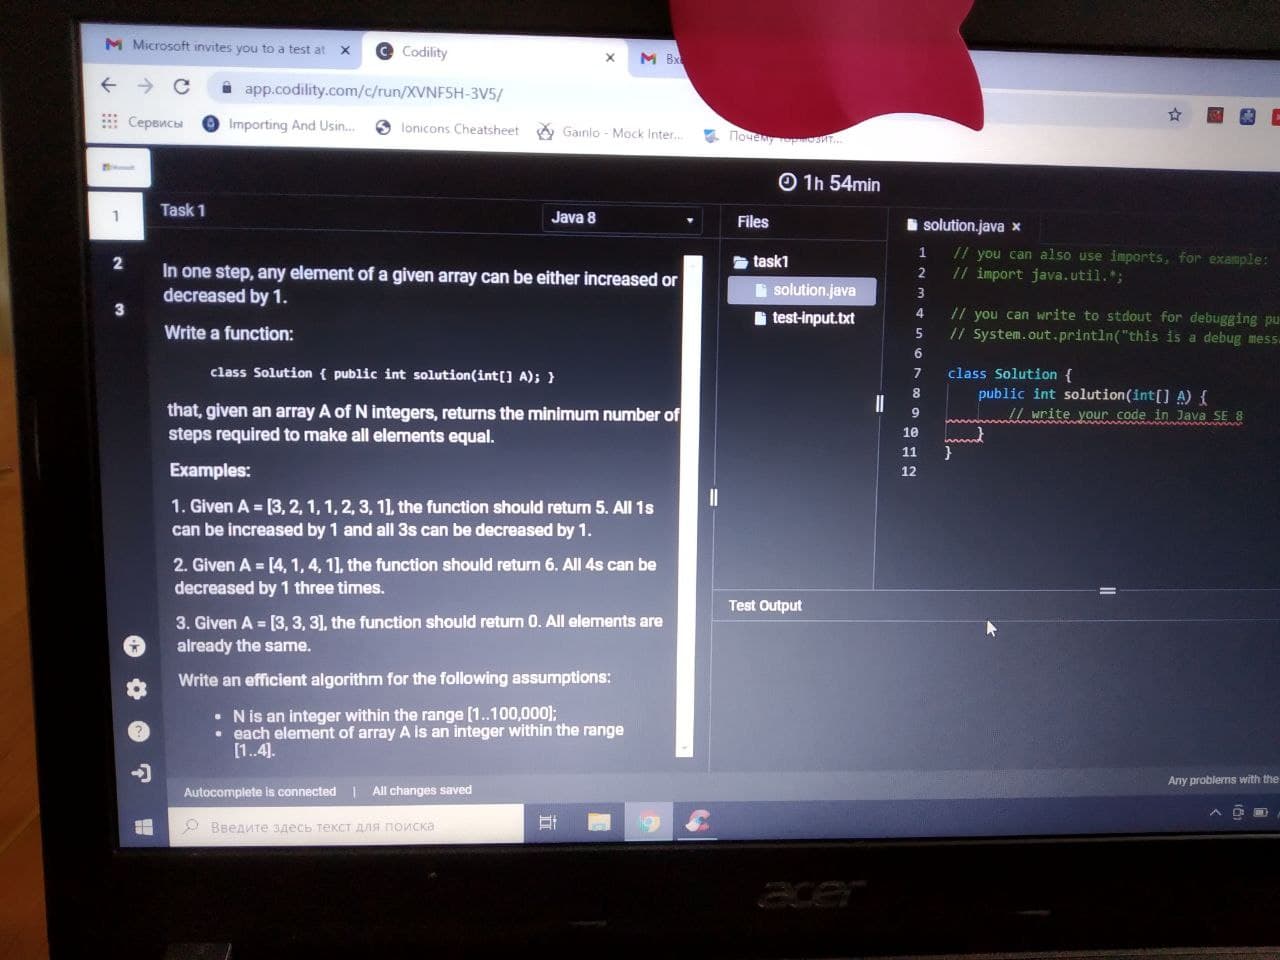 Microsoft invites you to a test at
Codility
app.codility.com/c/run/XVNF5H-3V5/
Сервисы
Importing And Usin...
Ionicons Cheatsheet
Gainlo - Mock Inter...
Почему тормозит...
Microsoft
1h 54min
1
Task 1
Java 8
2
3
In one step, any element of a given array can be either increased or
decreased by 1.
Write a function:
class Solution { public int solution(int[] A); }
that, given an array A of N integers, returns the minimum number of
steps required to make all elements equal.
Examples:
1. Given A = [3, 2, 1, 1, 2, 3, 1], the function should return 5. All 1s
can be increased by 1 and all 3s can be decreased by 1.
2. Given A = [4, 1, 4, 1], the function should return 6. All 4s can be
decreased by 1 three times.
3. Given A = [3, 3, 3], the function should return 0. All elements are
already the same.
Write an efficient algorithm for the following assumptions:
• N is an integer within the range [1..100,000];
• each element of array A is an integer within the range
[1..4].
Files
task1
solution.java
test-input.txt
solution.java
1 // you can also use imports, for example:
2 // import java.util.*;
3
4 // you can write to stdout for debugging pu
5 // System.out.println("this is a debug mess
6
7 class Solution {
8 public int solution(int[] A) {
9 // write your code in Java SE 8
10 }
11 }
12
Test Output
Autocomplete is connected | All changes saved
Any problems with the
Введите здесь текст для поиска
acer